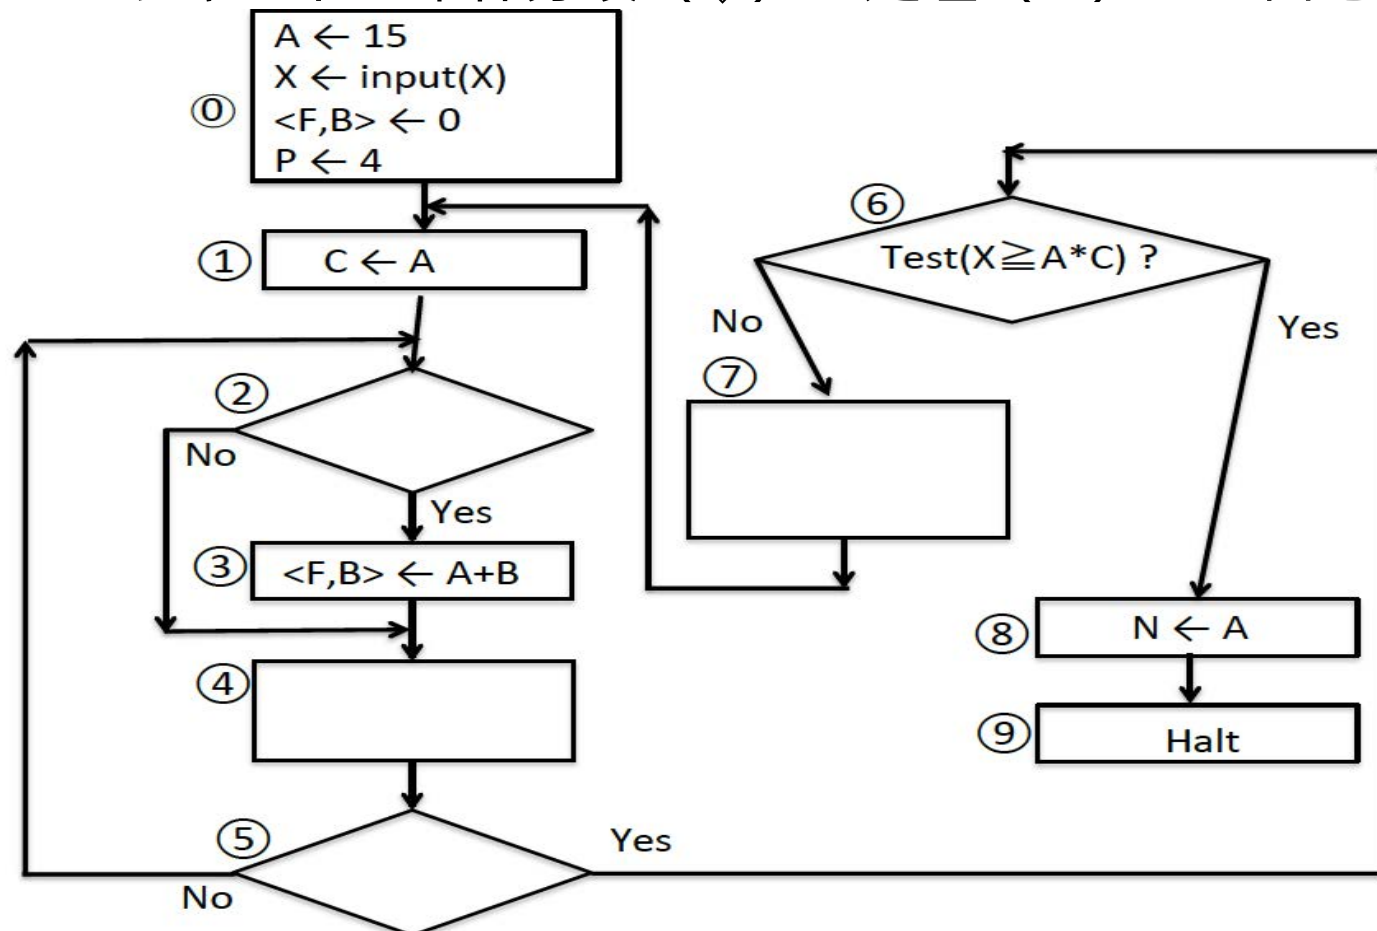 ⓪
A ← 15
X ← input(X)
<F,B> ← 0
P ← 4
①
C ← A
②
No
Yes
③
<F,B> ← A+B
④
⑤
No
Yes
⑥
Test(X≧A*C) ?
No
Yes
⑦
⑧
N ← A
⑨
Halt